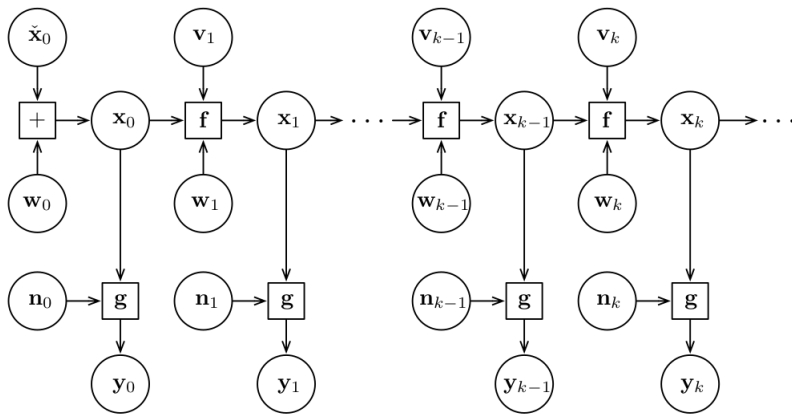 x̌₀ v₁ vₖ₋₁ vₖ
+ x₀ f x₁ ··· f xₖ₋₁ f xₖ ···
w₀ w₁ wₖ₋₁ wₖ
n₀ g n₁ g nₖ₋₁ g nₖ g
y₀ y₁ yₖ₋₁ yₖ